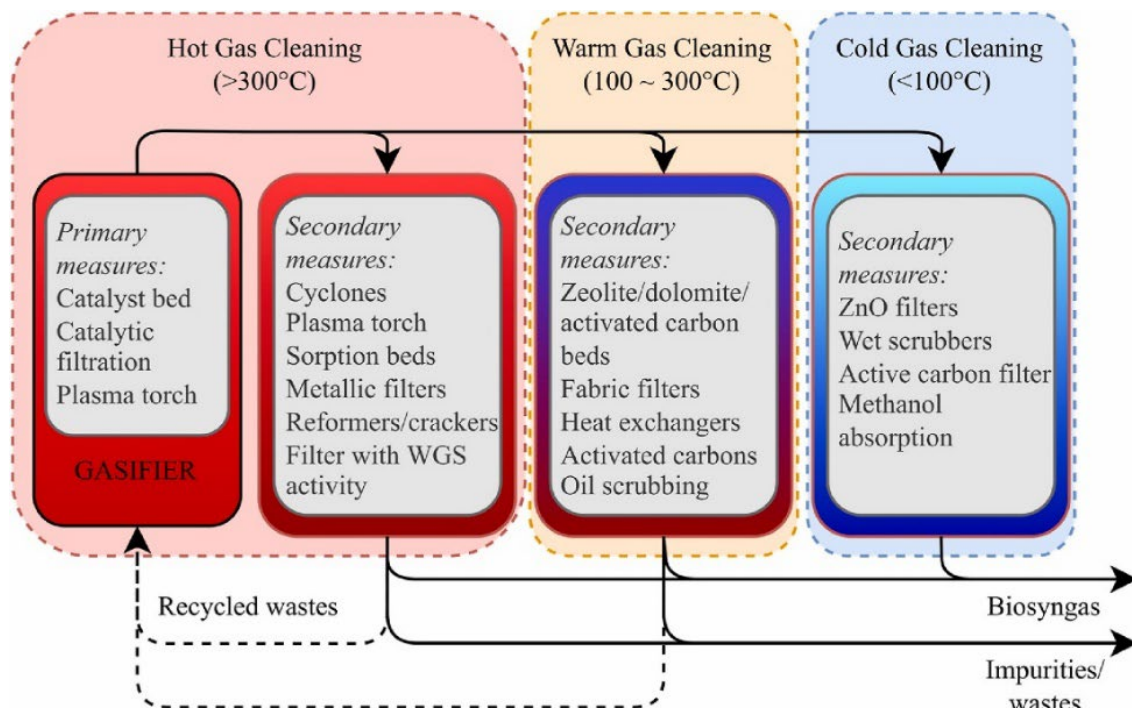 Hot Gas Cleaning
(>300°C)
Warm Gas Cleaning
(100 ~ 300°C)
Cold Gas Cleaning
(<100°C)
Primary
measures:
Catalyst bed
Catalytic
filtration
Plasma torch
GASIFIER
Secondary
measures:
Cyclones
Plasma torch
Sorption beds
Metallic filters
Reformers/crackers
Filter with WGS
activity
Secondary
measures:
Zeolite/dolomite/
activated carbon
beds
Fabric filters
Heat exchangers
Activated carbons
Oil scrubbing
Secondary
measures:
ZnO filters
Wet scrubbers
Active carbon filter
Methanol
absorption
Recycled wastes
Biosyngas
Impurities/
wastes